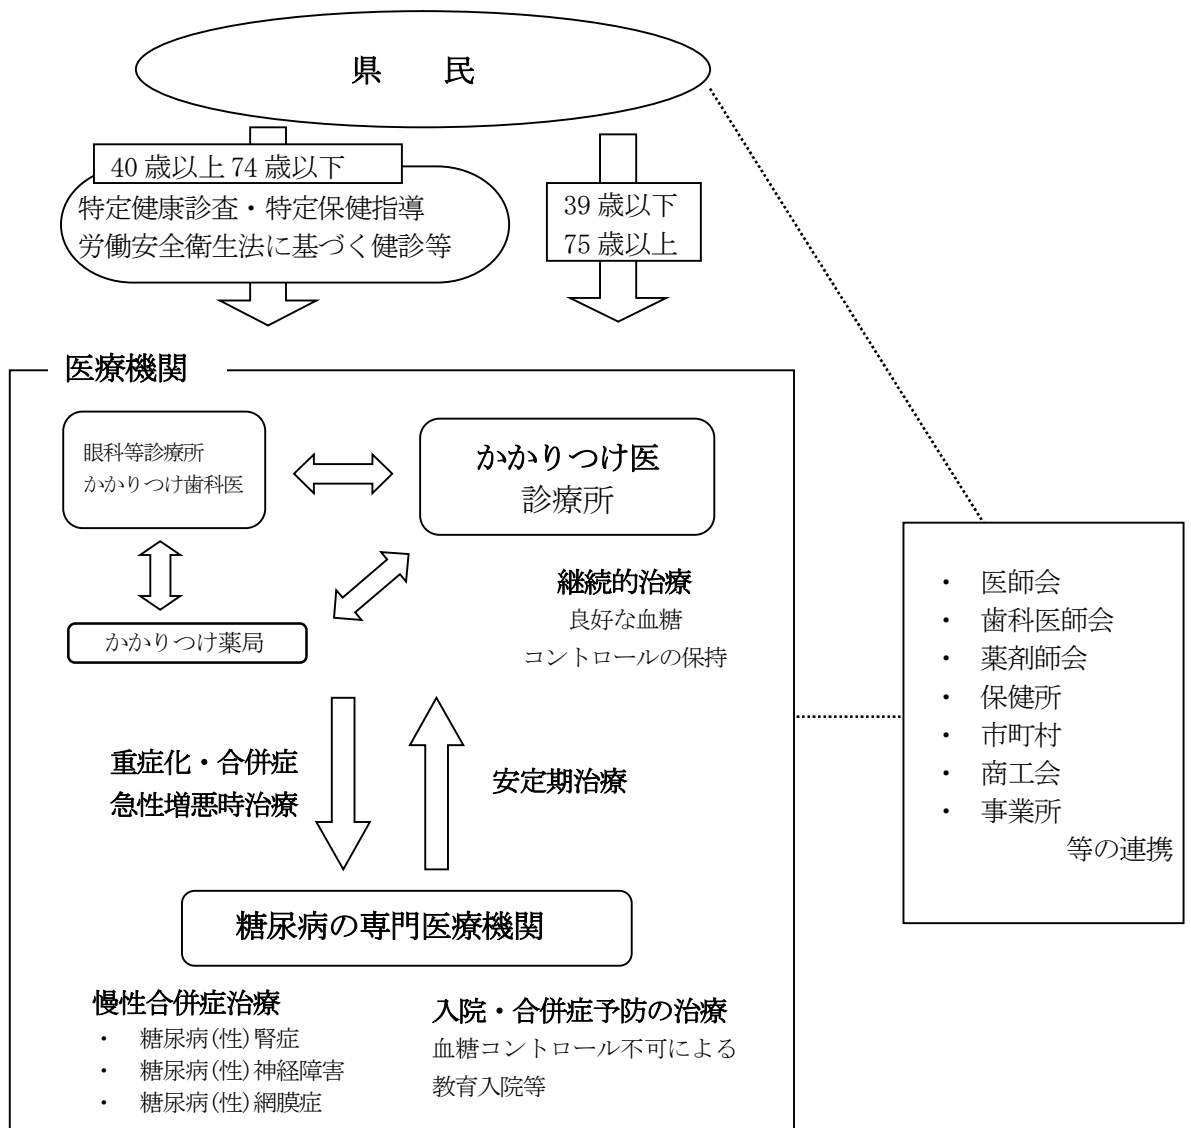 県　　民
40 歳以上 74 歳以下
特定健康診査・特定保健指導
労働安全衛生法に基づく健診等
39 歳以下
75 歳以上
医療機関
眼科等診療所
かかりつけ歯科医
かかりつけ医
診療所
かかりつけ薬局
継続的治療
良好な血糖
コントロールの保持
重症化・合併症
急性増悪時治療
安定期治療
糖尿病の専門医療機関
慢性合併症治療
・　糖尿病(性)腎症
・　糖尿病(性)神経障害
・　糖尿病(性)網膜症
入院・合併症予防の治療
血糖コントロール不可による
教育入院等
・　医師会
・　歯科医師会
・　薬剤師会
・　保健所
・　市町村
・　商工会
・　事業所
等の連携